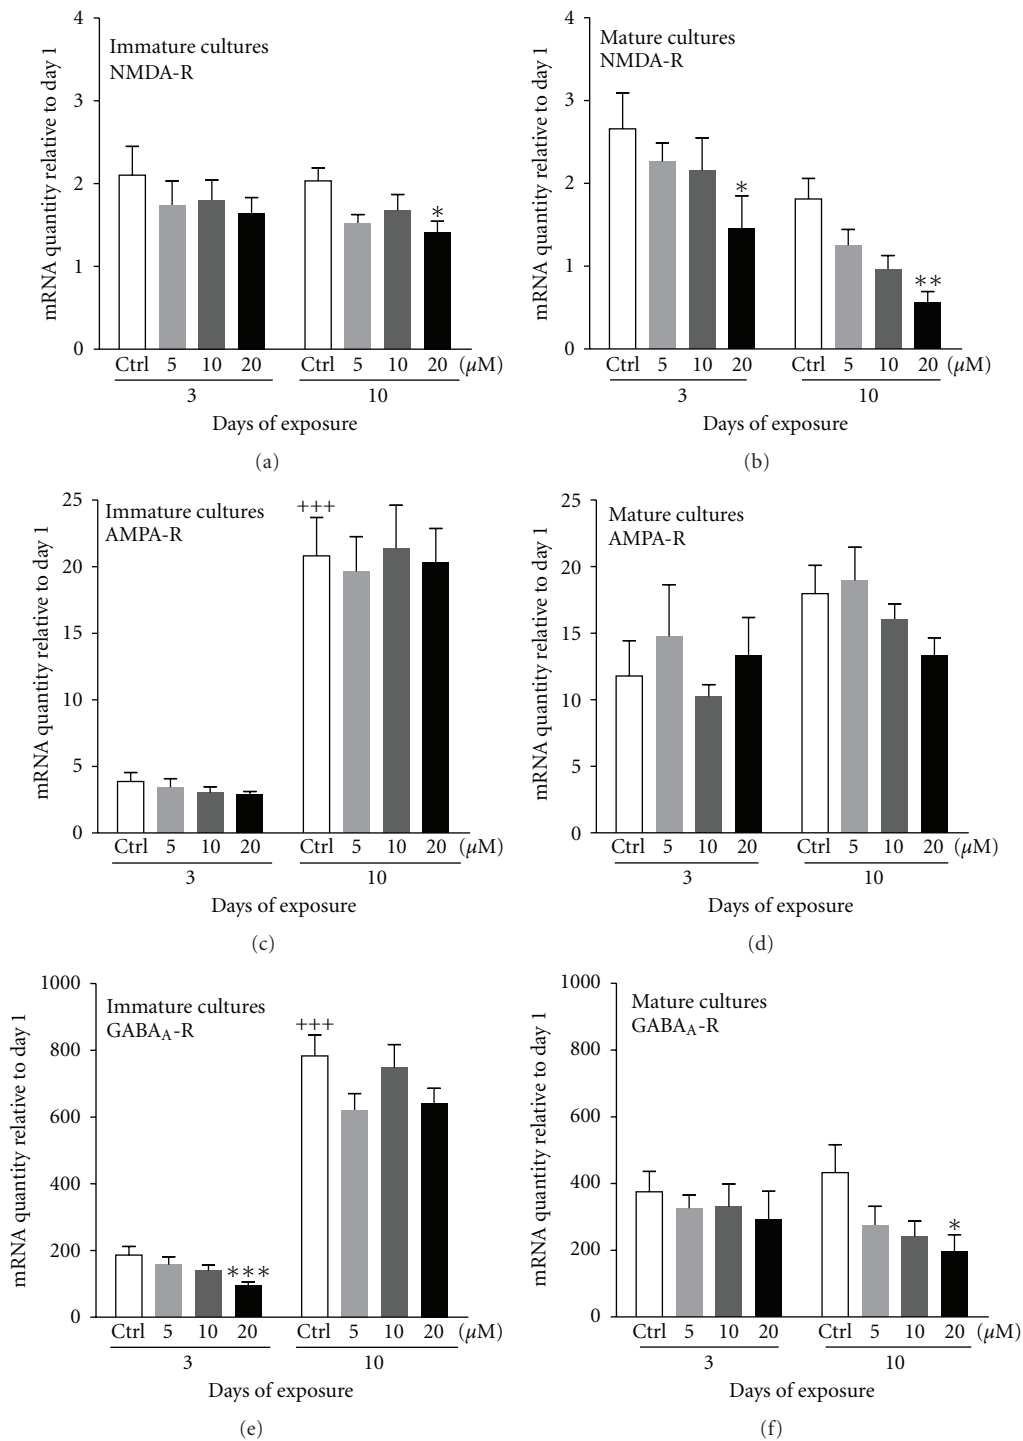 4
3
2
1
0
mRNA quantity relative to day 1
Immature cultures
NMDA-R
*
Ctrl 5 10 20 Ctrl 5 10 20 (μM)
3 10
Days of exposure
(a)
4
3
2
1
0
mRNA quantity relative to day 1
Mature cultures
NMDA-R
*
**
Ctrl 5 10 20 Ctrl 5 10 20 (μM)
3 10
Days of exposure
(b)
25
20
15
10
5
0
mRNA quantity relative to day 1
Immature cultures
AMPA-R
+++
Ctrl 5 10 20 Ctrl 5 10 20 (μM)
3 10
Days of exposure
(c)
25
20
15
10
5
0
mRNA quantity relative to day 1
Mature cultures
AMPA-R
Ctrl 5 10 20 Ctrl 5 10 20 (μM)
3 10
Days of exposure
(d)
1000
800
600
400
200
0
mRNA quantity relative to day 1
Immature cultures
GABA_A-R
+++
***
Ctrl 5 10 20 Ctrl 5 10 20 (μM)
3 10
Days of exposure
(e)
1000
800
600
400
200
0
mRNA quantity relative to day 1
Mature cultures
GABA_A-R
*
Ctrl 5 10 20 Ctrl 5 10 20 (μM)
3 10
Days of exposure
(f)